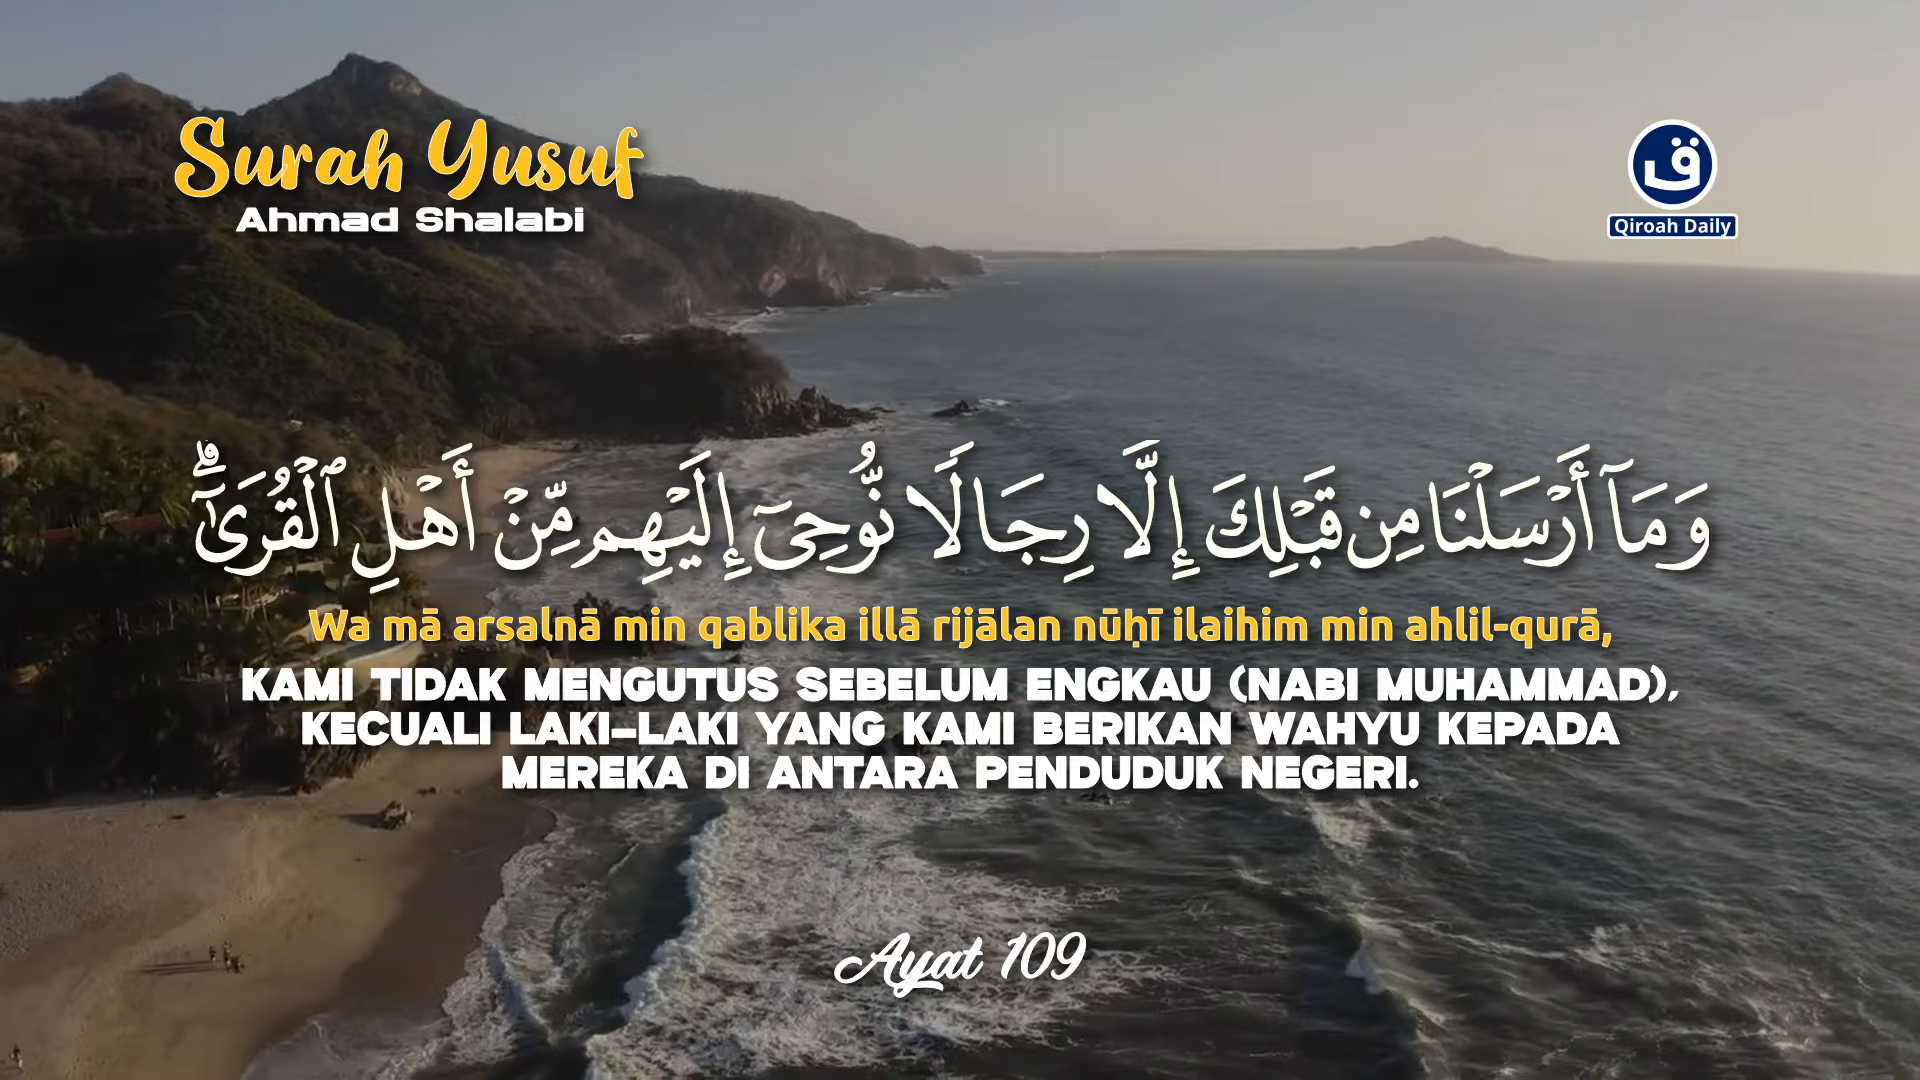 Surah Yusuf
Ahmad Shalabi
ق
Qiroah Daily
وَمَآ أَرْسَلْنَا مِن قَبْلِكَ إِلَّا رِجَالًا نُّوحِىٓ إِلَيْهِم مِّنْ أَهْلِ ٱلْقُرَىٰٓ ۗ
Wa mā arsalnā min qablika illā rijālan nūḥī ilaihim min ahlil-qurā,
KAMI TIDAK MENGUTUS SEBELUM ENGKAU (NABI MUHAMMAD),
KECUALI LAKI-LAKI YANG KAMI BERIKAN WAHYU KEPADA
MEREKA DI ANTARA PENDUDUK NEGERI.
Ayat 109